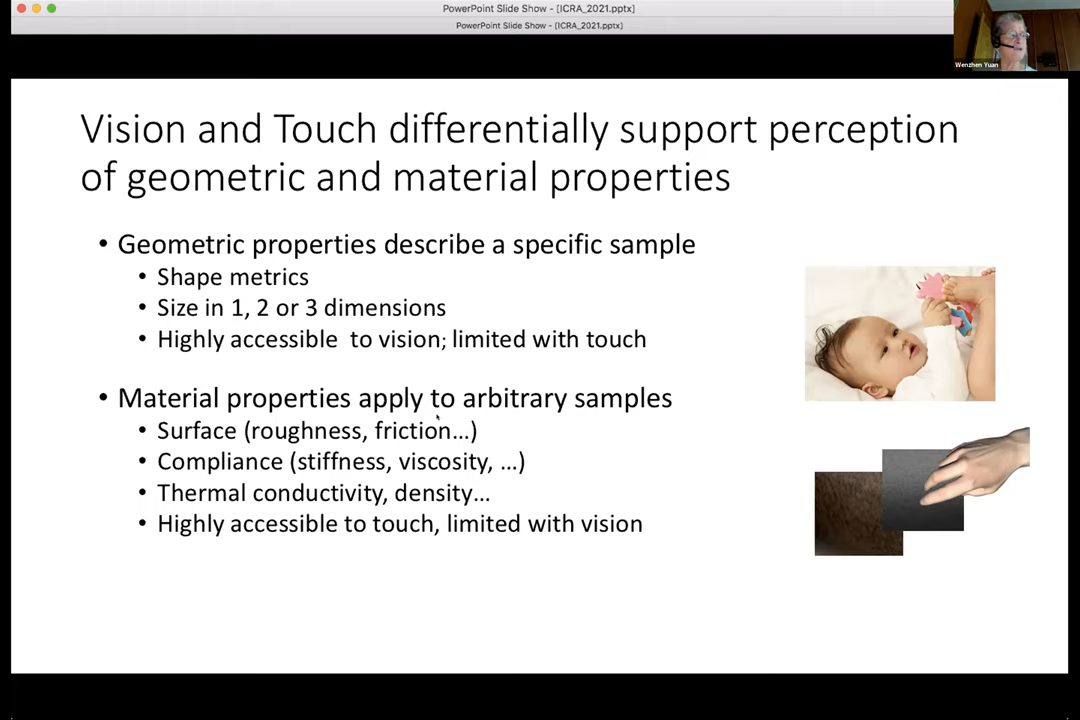 PowerPoint Slide Show - [ICRA_2021.pptx]
PowerPoint Slide Show - [ICRA_2021.pptx]
Wenzhen Yuan
Vision and Touch differentially support perception
of geometric and material properties
• Geometric properties describe a specific sample
• Shape metrics
• Size in 1, 2 or 3 dimensions
• Highly accessible to vision; limited with touch
• Material properties apply to arbitrary samples
• Surface (roughness, friction…)
• Compliance (stiffness, viscosity, …)
• Thermal conductivity, density…
• Highly accessible to touch, limited with vision